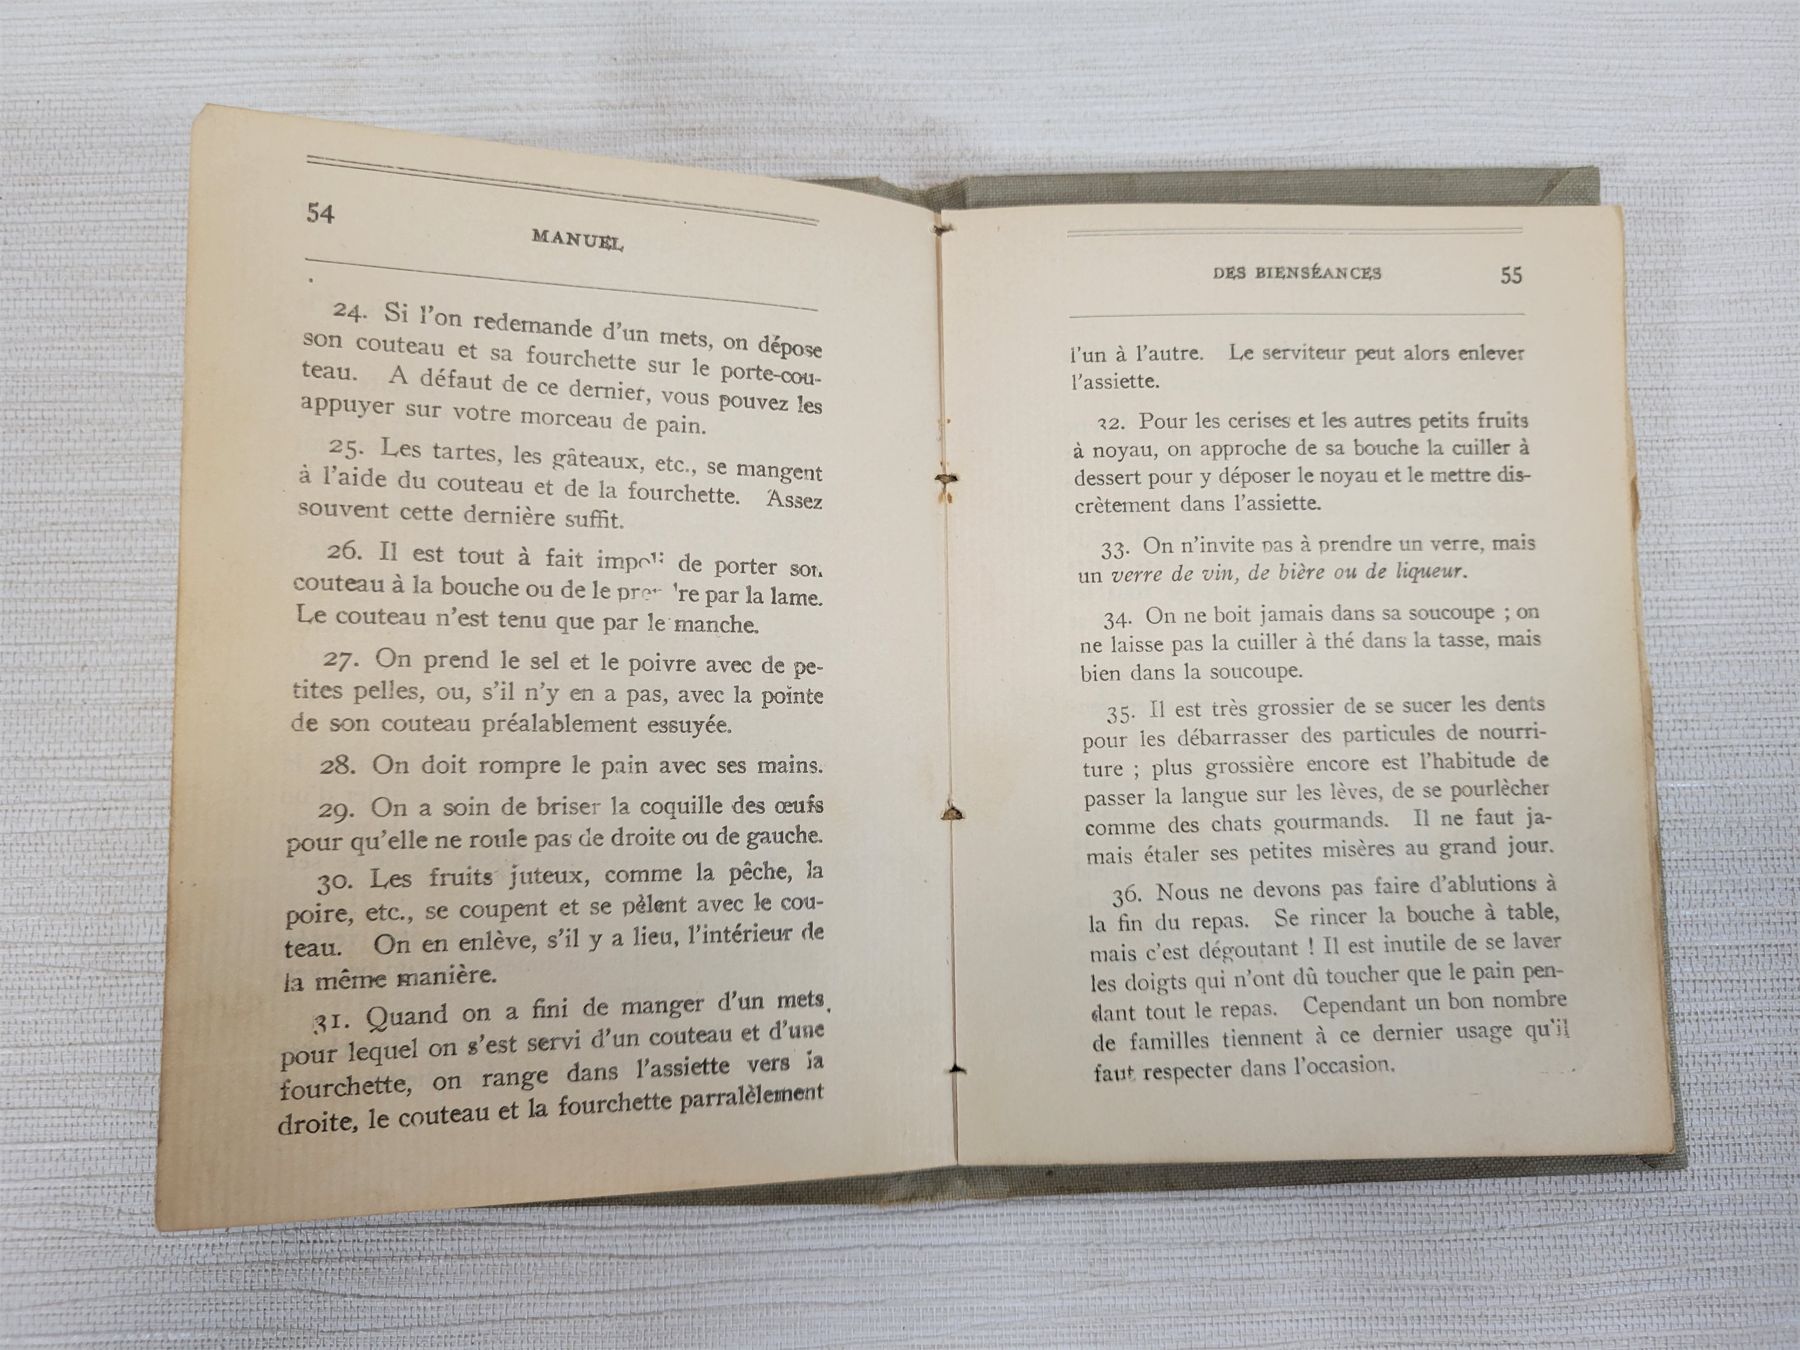 54
MANUEL
24. Si l'on redemande d'un mets, on dépose
son couteau et sa fourchette sur le porte-cou-
teau. A défaut de ce dernier, vous pouvez les
appuyer sur votre morceau de pain.
25. Les tartes, les gâteaux, etc., se mangent
à l'aide du couteau et de la fourchette. Assez
souvent cette dernière suffit.
26. Il est tout à fait impoli de porter son
couteau à la bouche ou de le prendre par la lame.
Le couteau n'est tenu que par le manche.
27. On prend le sel et le poivre avec de pe-
tites pelles, ou, s'il n'y en a pas, avec la pointe
de son couteau préalablement essuyée.
28. On doit rompre le pain avec ses mains.
29. On a soin de briser la coquille des œufs
pour qu'elle ne roule pas de droite ou de gauche.
30. Les fruits juteux, comme la pêche, la
poire, etc., se coupent et se pèlent avec le cou-
teau. On en enlève, s'il y a lieu, l'intérieur de
la même manière.
31. Quand on a fini de manger d'un mets,
pour lequel on s'est servi d'un couteau et d'une
fourchette, on range dans l'assiette vers la
droite, le couteau et la fourchette parralèlement
DES BIENSÉANCES
55
l'un à l'autre. Le serviteur peut alors enlever
l'assiette.
32. Pour les cerises et les autres petits fruits
à noyau, on approche de sa bouche la cuiller à
dessert pour y déposer le noyau et le mettre dis-
crètement dans l'assiette.
33. On n'invite pas à prendre un verre, mais
un verre de vin, de bière ou de liqueur.
34. On ne boit jamais dans sa soucoupe ; on
ne laisse pas la cuiller à thé dans la tasse, mais
bien dans la soucoupe.
35. Il est très grossier de se sucer les dents
pour les débarrasser des particules de nourri-
ture ; plus grossière encore est l'habitude de
passer la langue sur les lèves, de se pourlècher
comme des chats gourmands. Il ne faut ja-
mais étaler ses petites misères au grand jour.
36. Nous ne devons pas faire d'ablutions à
la fin du repas. Se rincer la bouche à table,
mais c'est dégoutant ! Il est inutile de se laver
les doigts qui n'ont dû toucher que le pain pen-
dant tout le repas. Cependant un bon nombre
de familles tiennent à ce dernier usage qu'il
faut respecter dans l'occasion.